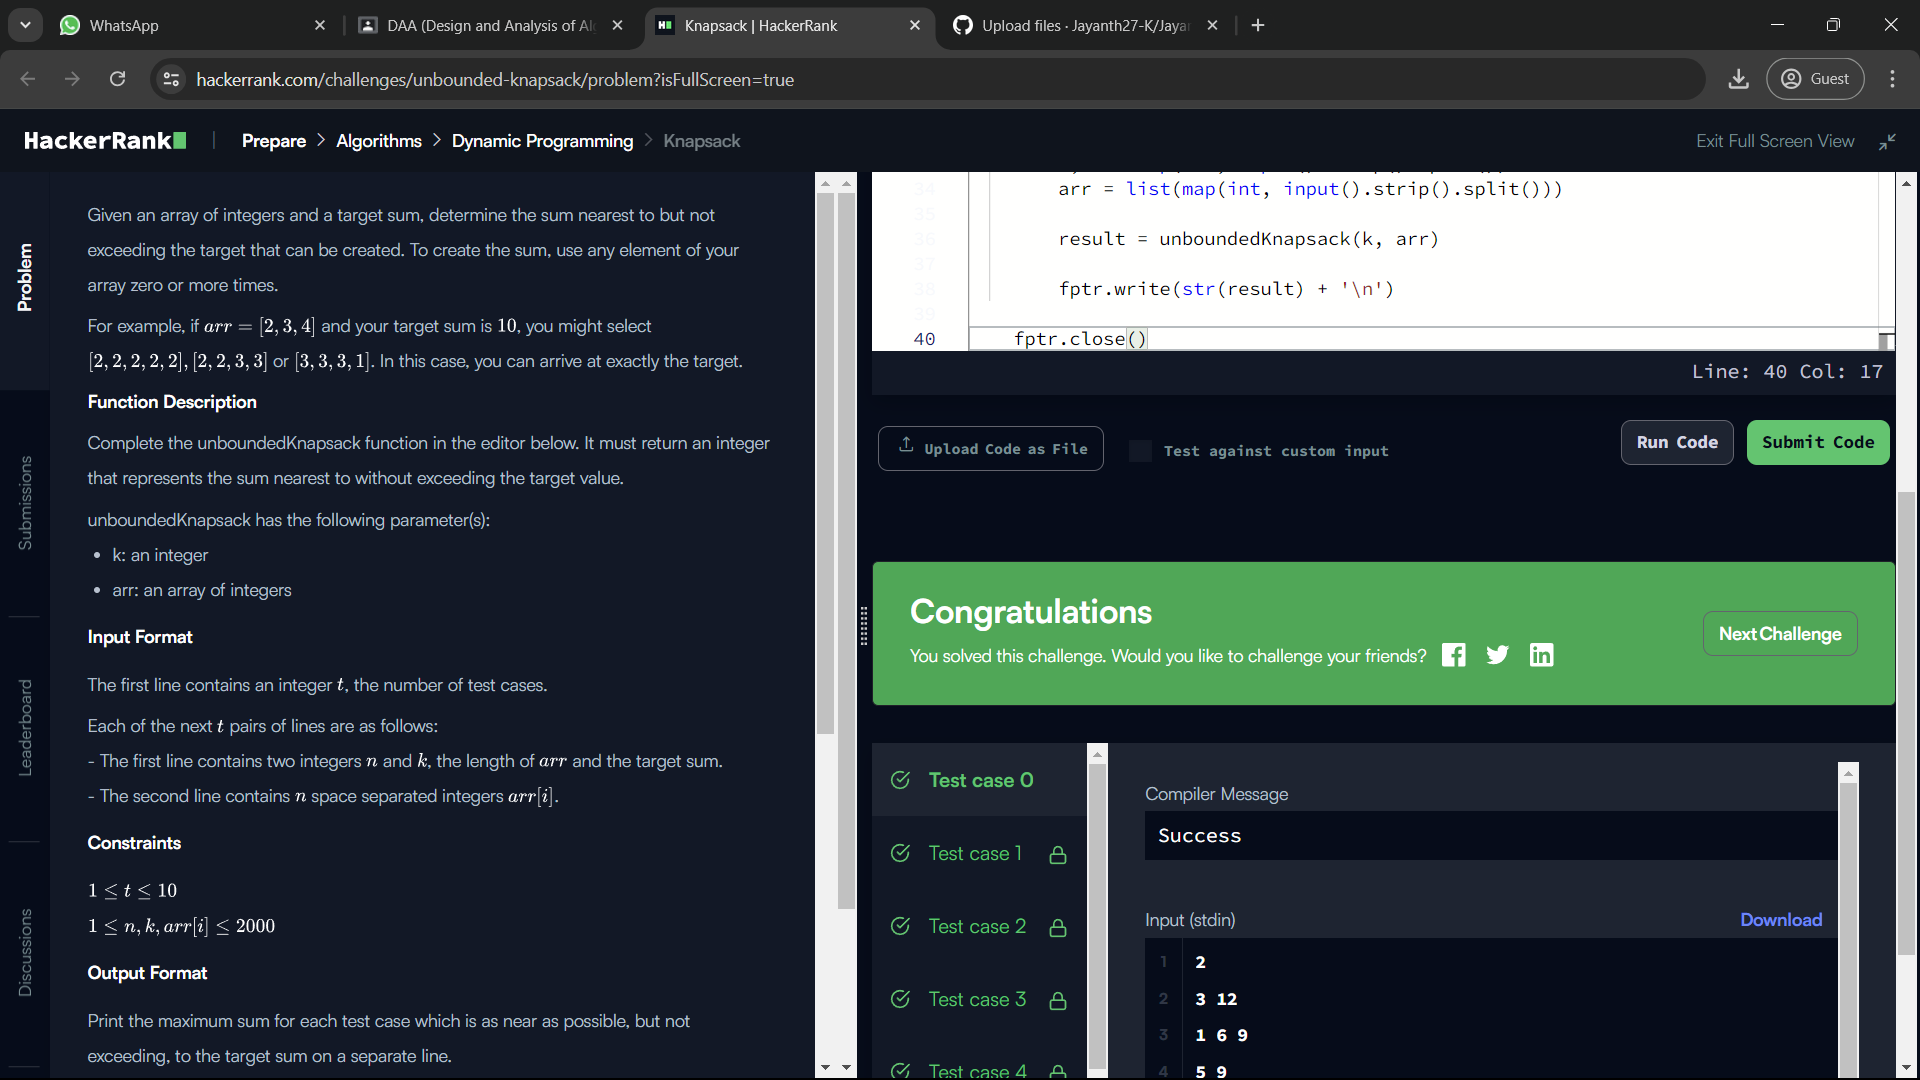 WhatsApp
DAA (Design and Analysis of Al
Knapsack | HackerRank
Upload files · Jayanth27-K/Jaya
hackerrank.com/challenges/unbounded-knapsack/problem?isFullScreen=true
Guest
HackerRank
Prepare > Algorithms > Dynamic Programming > Knapsack
Exit Full Screen View
Problem
Submissions
Leaderboard
Discussions
Given an array of integers and a target sum, determine the sum nearest to but not
exceeding the target that can be created. To create the sum, use any element of your
array zero or more times.
For example, if arr = [2, 3, 4] and your target sum is 10, you might select
[2, 2, 2, 2, 2], [2, 2, 3, 3] or [3, 3, 3, 1]. In this case, you can arrive at exactly the target.
Function Description
Complete the unboundedKnapsack function in the editor below. It must return an integer
that represents the sum nearest to without exceeding the target value.
unboundedKnapsack has the following parameter(s):
• k: an integer
• arr: an array of integers
Input Format
The first line contains an integer t, the number of test cases.
Each of the next t pairs of lines are as follows:
- The first line contains two integers n and k, the length of arr and the target sum.
- The second line contains n space separated integers arr[i].
Constraints
1 ≤ t ≤ 10
1 ≤ n, k, arr[i] ≤ 2000
Output Format
Print the maximum sum for each test case which is as near as possible, but not
exceeding, to the target sum on a separate line.
34 arr = list(map(int, input().strip().split()))
35
36 result = unboundedKnapsack(k, arr)
37
38 fptr.write(str(result) + '\n')
39
40 fptr.close()
Line: 40 Col: 17
Upload Code as File
Test against custom input
Run Code
Submit Code
Congratulations
You solved this challenge. Would you like to challenge your friends?
Next Challenge
Test case 0
Test case 1
Test case 2
Test case 3
Test case 4
Compiler Message
Success
Input (stdin)
Download
1 2
2 3 12
3 1 6 9
4 5 9